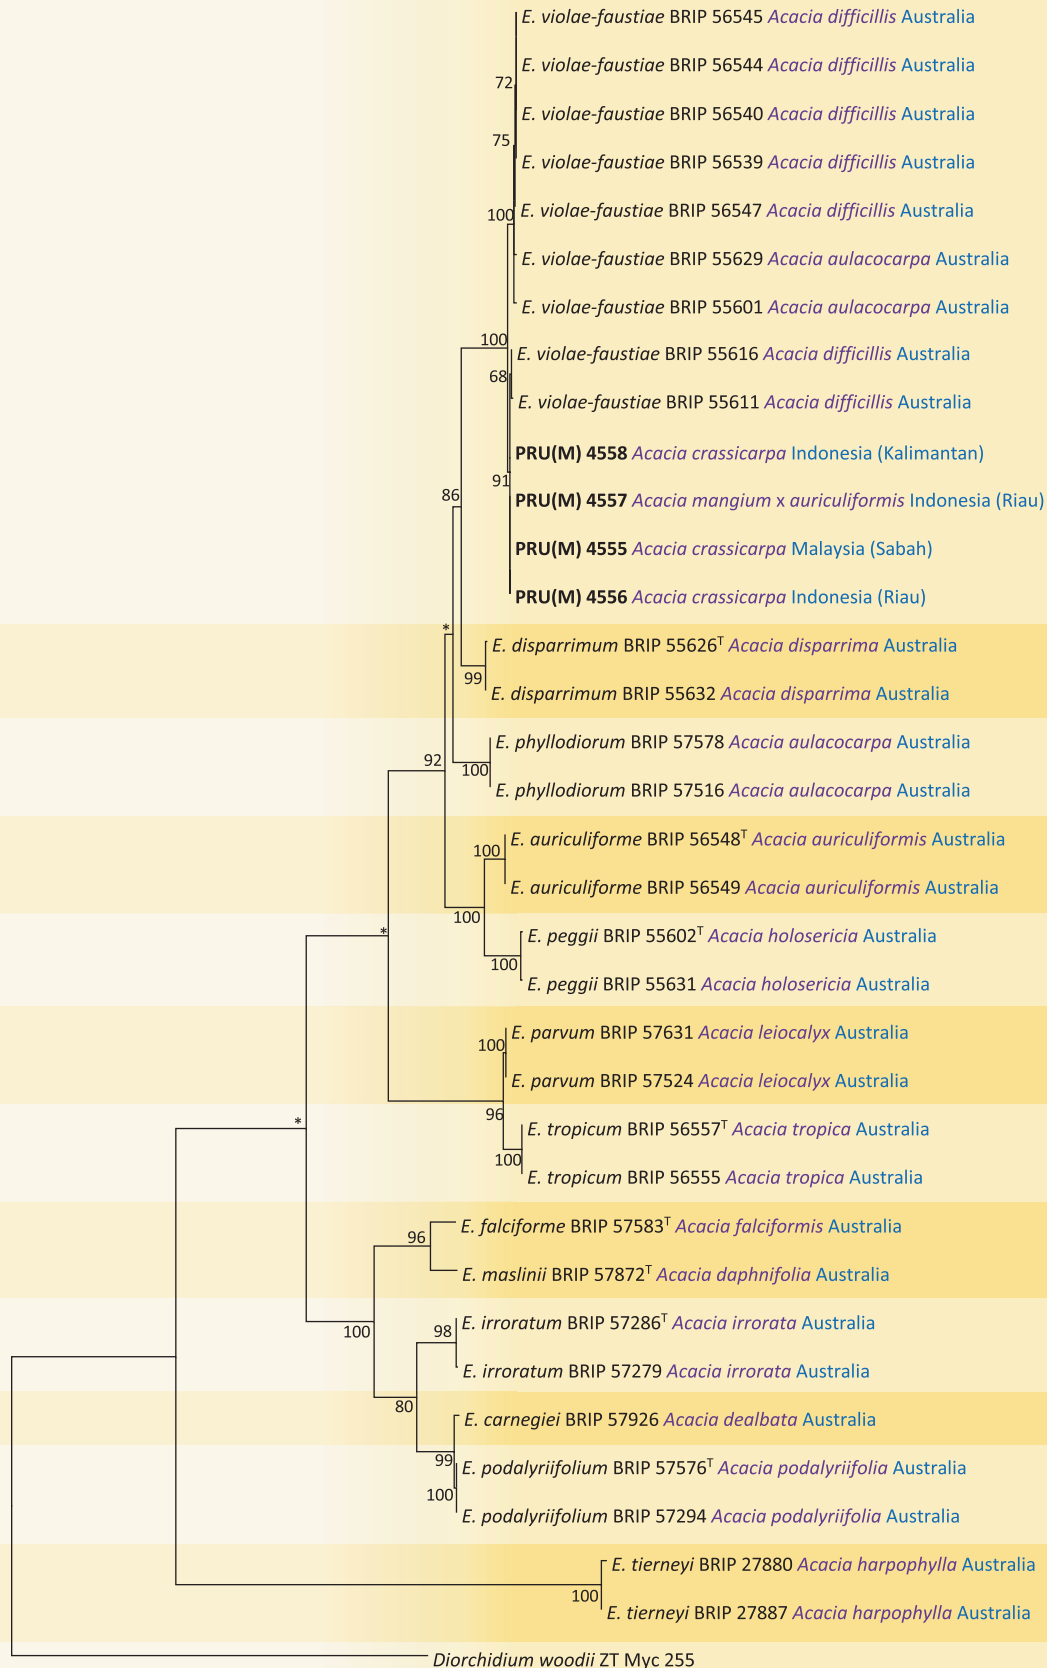 E. violae-faustiae BRIP 56545 Acacia difficillis Australia
E. violae-faustiae BRIP 56544 Acacia difficillis Australia
72
E. violae-faustiae BRIP 56540 Acacia difficillis Australia
75
E. violae-faustiae BRIP 56539 Acacia difficillis Australia
E. violae-faustiae BRIP 56547 Acacia difficillis Australia
100
E. violae-faustiae BRIP 55629 Acacia aulacocarpa Australia
E. violae-faustiae BRIP 55601 Acacia aulacocarpa Australia
100
E. violae-faustiae BRIP 55616 Acacia difficillis Australia
68
E. violae-faustiae BRIP 55611 Acacia difficillis Australia
PRU(M) 4558 Acacia crassicarpa Indonesia (Kalimantan)
91
86
PRU(M) 4557 Acacia mangium x auriculiformis Indonesia (Riau)
PRU(M) 4555 Acacia crassicarpa Malaysia (Sabah)
PRU(M) 4556 Acacia crassicarpa Indonesia (Riau)
*
E. disparrimum BRIP 55626T Acacia disparrima Australia
99
E. disparrimum BRIP 55632 Acacia disparrima Australia
E. phyllodiorum BRIP 57578 Acacia aulacocarpa Australia
92
100
E. phyllodiorum BRIP 57516 Acacia aulacocarpa Australia
E. auriculiforme BRIP 56548T Acacia auriculiformis Australia
100
E. auriculiforme BRIP 56549 Acacia auriculiformis Australia
100
*
E. peggii BRIP 55602T Acacia holosericia Australia
100
E. peggii BRIP 55631 Acacia holosericia Australia
E. parvum BRIP 57631 Acacia leiocalyx Australia
100
E. parvum BRIP 57524 Acacia leiocalyx Australia
96
*
E. tropicum BRIP 56557T Acacia tropica Australia
100
E. tropicum BRIP 56555 Acacia tropica Australia
E. falciforme BRIP 57583T Acacia falciformis Australia
96
E. maslinii BRIP 57872T Acacia daphnifolia Australia
E. irroratum BRIP 57286T Acacia irrorata Australia
100
98
E. irroratum BRIP 57279 Acacia irrorata Australia
80
E. carnegiei BRIP 57926 Acacia dealbata Australia
99
E. podalyriifolium BRIP 57576T Acacia podalyriifolia Australia
100
E. podalyriifolium BRIP 57294 Acacia podalyriifolia Australia
E. tierneyi BRIP 27880 Acacia harpophylla Australia
100
E. tierneyi BRIP 27887 Acacia harpophylla Australia
Diorchidium woodii ZT Myc 255